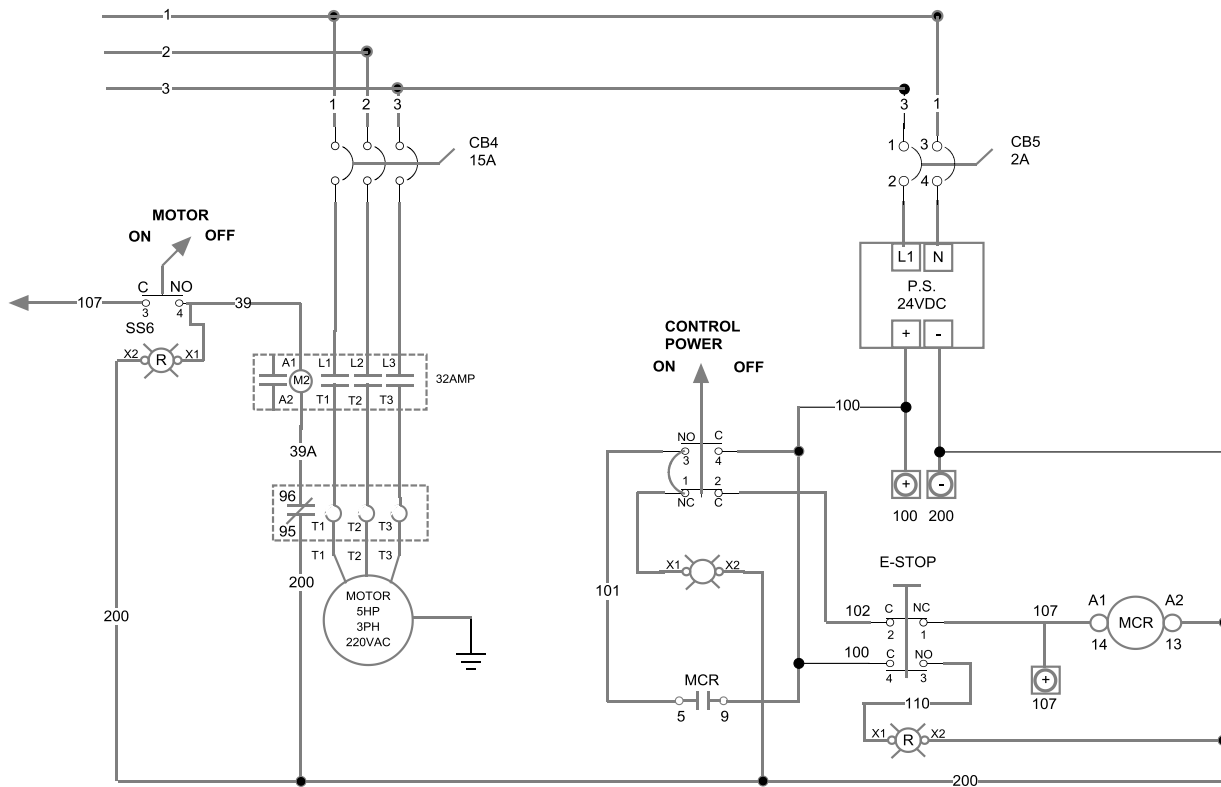 1
2
3
1 2 3
3 1
CB4
15A
1 3
2 4
CB5
2A
MOTOR
ON OFF
C NO
107 3 4 39
SS6
X2 R X1
A1 L1 L2 L3
M2
A2 T1 T2 T3
32AMP
39A
96
95 T1 T2 T3
T1 T2 T3
200
MOTOR
5HP
3PH
220VAC
200
L1 N
P.S.
24VDC
+ -
CONTROL
POWER
ON OFF
100
NO C
3 4
1 2
NC C
+ -
100 200
X1 X2
101
E-STOP
102 C NC 107
2 1
100 C NO
4 3
A1 MCR A2
14 13
+
107
MCR
5 9
110
X1 R X2
200